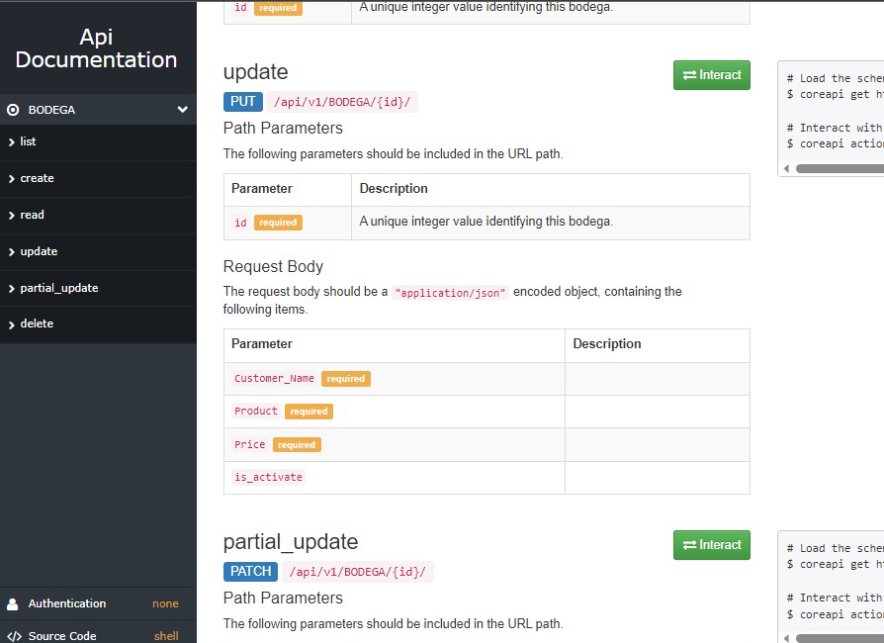 Api
Documentation
BODEGA
list
create
read
update
partial_update
delete
Authentication none
Source Code shell
id required A unique integer value identifying this bodega.
update Interact
PUT /api/v1/BODEGA/{id}/
Path Parameters
The following parameters should be included in the URL path.
Parameter Description
id required A unique integer value identifying this bodega.
Request Body
The request body should be a "application/json" encoded object, containing the
following items.
Parameter Description
Customer_Name required
Product required
Price required
is_activate
partial_update Interact
PATCH /api/v1/BODEGA/{id}/
Path Parameters
The following parameters should be included in the URL path.
# Load the
$ coreapi get
# Interact with
$ coreapi
# Load the
$ coreapi get
# Interact with
$ coreapi